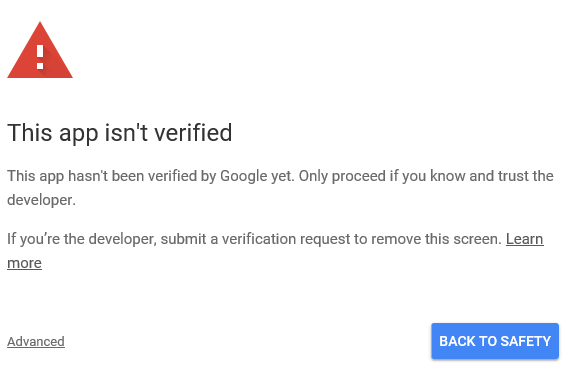 This app isn't verified
This app hasn't been verified by Google yet. Only proceed if you know and trust the
developer.
If you’re the developer, submit a verification request to remove this screen. Learn
more
Advanced
BACK TO SAFETY